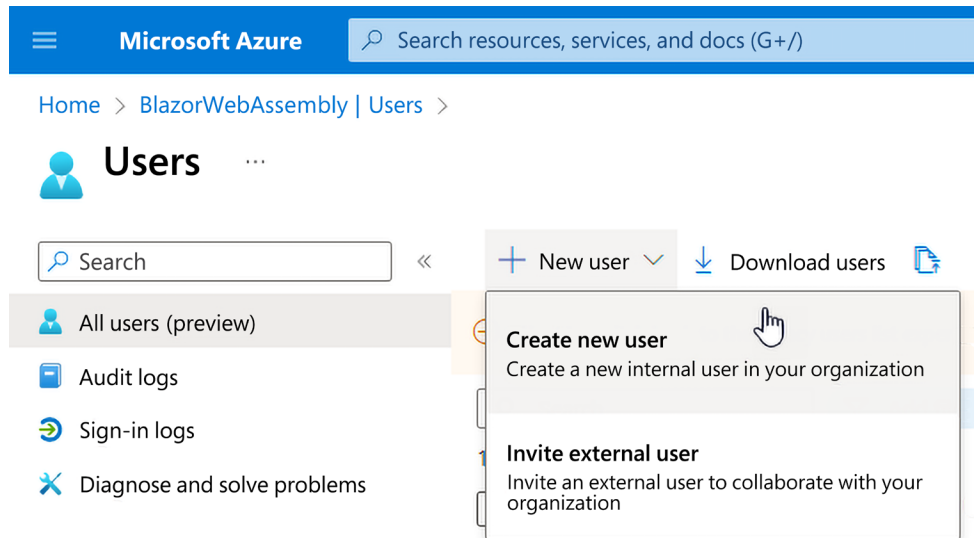 Microsoft Azure
Search resources, services, and docs (G+/)
Home > BlazorWebAssembly | Users >
Users ...
Search «
New user
Download users
All users (preview)
Audit logs
Sign-in logs
Diagnose and solve problems
Create new user
Create a new internal user in your organization
Invite external user
Invite an external user to collaborate with your
organization